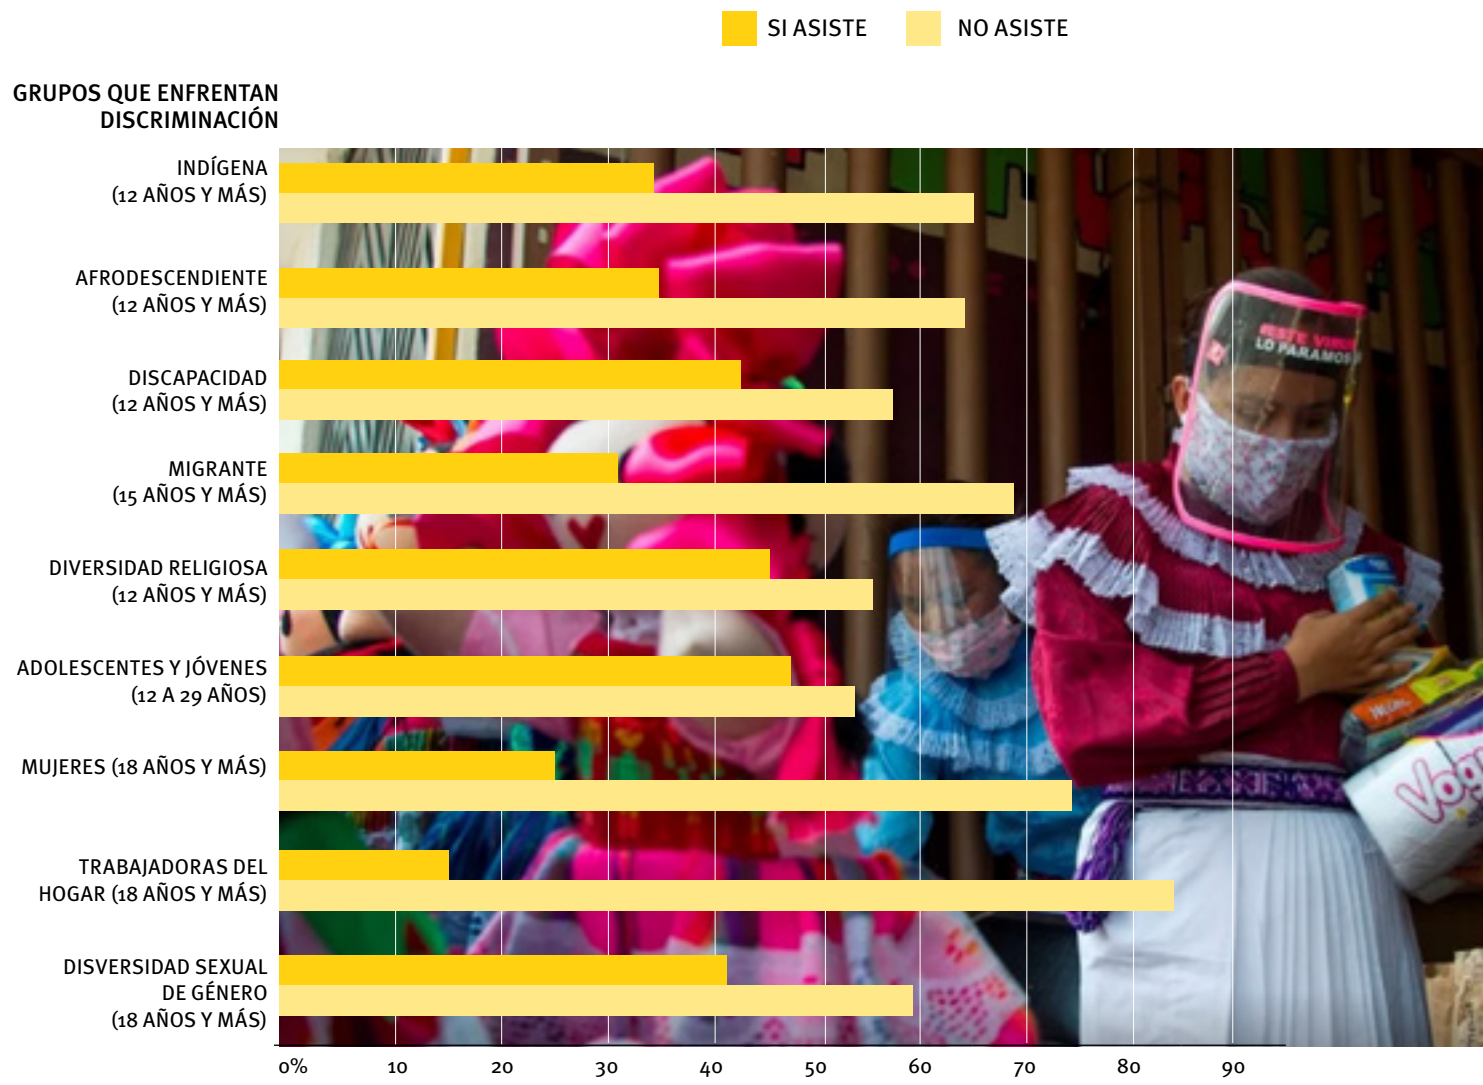 SI ASISTE
NO ASISTE
GRUPOS QUE ENFRENTAN
DISCRIMINACIÓN
INDÍGENA
(12 AÑOS Y MÁS)
AFRODESCENDIENTE
(12 AÑOS Y MÁS)
DISCAPACIDAD
(12 AÑOS Y MÁS)
MIGRANTE
(15 AÑOS Y MÁS)
DIVERSIDAD RELIGIOSA
(12 AÑOS Y MÁS)
ADOLESCENTES Y JÓVENES
(12 A 29 AÑOS)
MUJERES (18 AÑOS Y MÁS)
TRABAJADORAS DEL
HOGAR (18 AÑOS Y MÁS)
DISVERSIDAD SEXUAL
DE GÉNERO
(18 AÑOS Y MÁS)
0% 10 20 30 40 50 60 70 80 90
#ESTE VIRUS
LO PARAMOS